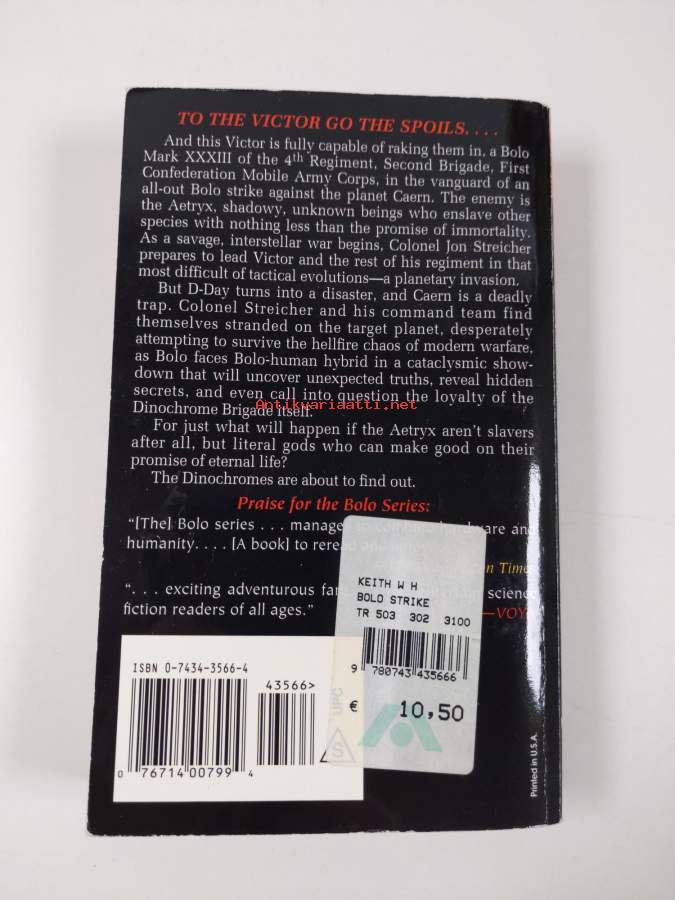 TO THE VICTOR GO THE SPOILS. . . .
And this Victor is fully capable of raking them in, a Bolo
Mark XXXIII of the 4th Regiment, Second Brigade, First
Confederation Mobile Army Corps, in the vanguard of an
all-out Bolo strike against the planet Caern. The enemy is
the Aetryx, shadowy, unknown beings who enslave other
species with nothing less than the promise of immortality.
As a savage, interstellar war begins, Colonel Jon Streicher
prepares to lead Victor and the rest of his regiment in that
most difficult of tactical evolutions—a planetary invasion.
But D-Day turns into a disaster, and Caern is a deadly
trap. Colonel Streicher and his command team find
themselves stranded on the target planet, desperately
attempting to survive the hellfire chaos of modern warfare,
as Bolo faces Bolo-human hybrid in a cataclysmic show-
down that will uncover unexpected truths, reveal hidden
secrets, and even call into question the loyalty of the
Antikvariaatti.net
Dinochrome Brigade itself.
For just what will happen if the Aetryx aren't slavers
after all, but literal gods who can make good on their
promise of eternal life?
The Dinochromes are about to find out.
Praise for the Bolo Series:
"[The] Bolo series . . . manages to combine hardware and
humanity. . . . [A book] to reread and
Time
". . . exciting adventurous fare science
fiction readers of all ages." —VOYA
KEITH W H
BOLO STRIKE
TR 503 302 3100
9 780743 435666
€ 10,50
ISBN 0-7434-3566-4
43566>
UPC
S
0 76714 00799 4
Printed in U.S.A.